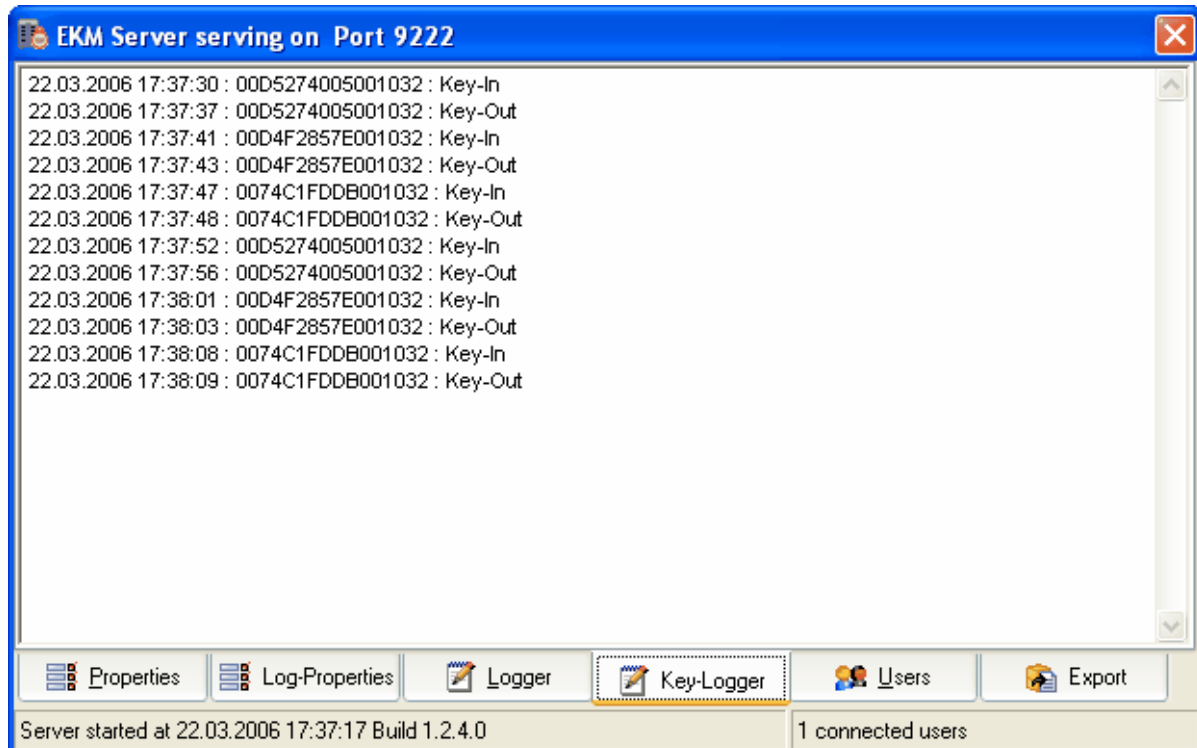 EKM Server serving on Port 9222
22.03.2006 17:37:30 : 00D5274005001032 : Key-In
22.03.2006 17:37:37 : 00D5274005001032 : Key-Out
22.03.2006 17:37:41 : 00D4F2857E001032 : Key-In
22.03.2006 17:37:43 : 00D4F2857E001032 : Key-Out
22.03.2006 17:37:47 : 0074C1FDDB001032 : Key-In
22.03.2006 17:37:48 : 0074C1FDDB001032 : Key-Out
22.03.2006 17:37:52 : 00D5274005001032 : Key-In
22.03.2006 17:37:56 : 00D5274005001032 : Key-Out
22.03.2006 17:38:01 : 00D4F2857E001032 : Key-In
22.03.2006 17:38:03 : 00D4F2857E001032 : Key-Out
22.03.2006 17:38:08 : 0074C1FDDB001032 : Key-In
22.03.2006 17:38:09 : 0074C1FDDB001032 : Key-Out
Properties Log-Properties Logger Key-Logger Users Export
Server started at 22.03.2006 17:37:17 Build 1.2.4.0 1 connected users